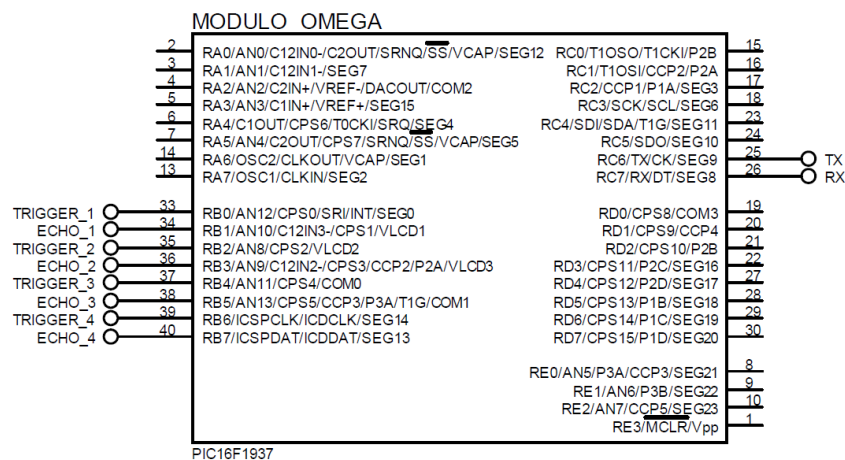 MODULO OMEGA
2 RA0/AN0/C12IN0-/C2OUT/SRNQ/SS/VCAP/SEG12 RC0/T1OSO/T1CKI/P2B 15
3 RA1/AN1/C12IN1-/SEG7 RC1/T1OSI/CCP2/P2A 16
4 RA2/AN2/C2IN+/VREF-/DACOUT/COM2 RC2/CCP1/P1A/SEG3 17
5 RA3/AN3/C1IN+/VREF+/SEG15 RC3/SCK/SCL/SEG6 18
6 RA4/C1OUT/CPS6/T0CKI/SRQ/SEG4 RC4/SDI/SDA/T1G/SEG11 23
7 RA5/AN4/C2OUT/CPS7/SRNQ/SS/VCAP/SEG5 RC5/SDO/SEG10 24
14 RA6/OSC2/CLKOUT/VCAP/SEG1 RC6/TX/CK/SEG9 25 TX
13 RA7/OSC1/CLKIN/SEG2 RC7/RX/DT/SEG8 26 RX
TRIGGER_1 33 RB0/AN12/CPS0/SRI/INT/SEG0 RD0/CPS8/COM3 19
ECHO_1 34 RB1/AN10/C12IN3-/CPS1/VLCD1 RD1/CPS9/CCP4 20
TRIGGER_2 35 RB2/AN8/CPS2/VLCD2 RD2/CPS10/P2B 21
ECHO_2 36 RB3/AN9/C12IN2-/CPS3/CCP2/P2A/VLCD3 RD3/CPS11/P2C/SEG16 22
TRIGGER_3 37 RB4/AN11/CPS4/COM0 RD4/CPS12/P2D/SEG17 27
ECHO_3 38 RB5/AN13/CPS5/CCP3/P3A/T1G/COM1 RD5/CPS13/P1B/SEG18 28
TRIGGER_4 39 RB6/ICSPCLK/ICDCLK/SEG14 RD6/CPS14/P1C/SEG19 29
ECHO_4 40 RB7/ICSPDAT/ICDDAT/SEG13 RD7/CPS15/P1D/SEG20 30
RE0/AN5/P3A/CCP3/SEG21 8
RE1/AN6/P3B/SEG22 9
RE2/AN7/CCP5/SEG23 10
RE3/MCLR/Vpp 1
PIC16F1937